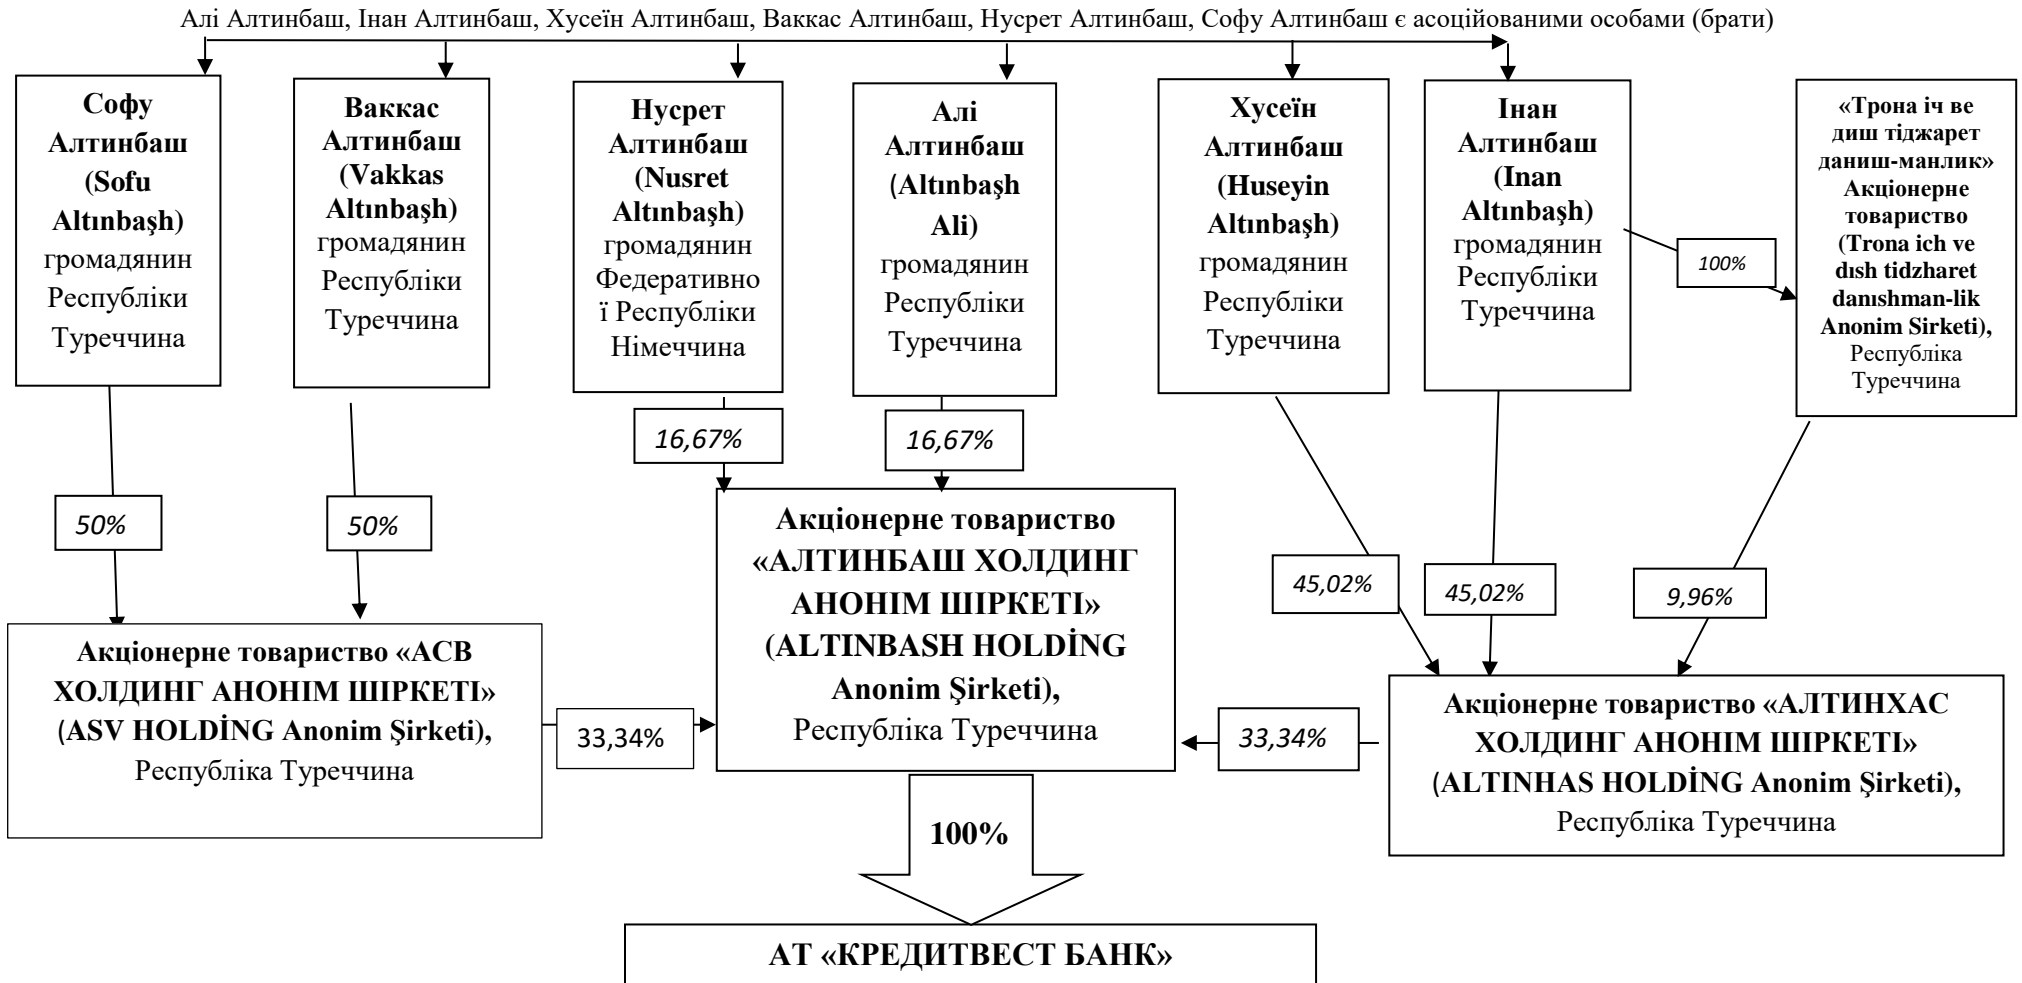 Алі Алтинбаш, Інан Алтинбаш, Хусеїн Алтинбаш, Ваккас Алтинбаш, Нусрет Алтинбаш, Софу Алтинбаш є асоційованими особами (брати)
Софу
Алтинбаш
(Sofu
Altınbaşh)
громадянин
Республіки
Туреччина
Ваккас
Алтинбаш
(Vakkas
Altınbaşh)
громадянин
Республіки
Туреччина
Нусрет
Алтинбаш
(Nusret
Altınbaşh)
громадянин
Федеративно
ї Республіки
Німеччина
Алі
Алтинбаш
(Altınbaşh
Ali)
громадянин
Республіки
Туреччина
Хусеїн
Алтинбаш
(Huseyin
Altınbaşh)
громадянин
Республіки
Туреччина
Інан
Алтинбаш
(Inan
Altınbaşh)
громадянин
Республіки
Туреччина
«Трона іч ве
диш тіджарет
даниш-манлик»
Акціонерне
товариство
(Trona ich ve
dısh tidzharet
danıshman-lik
Anonim Sirketi),
Республіка
Туреччина
100%
16,67%
16,67%
50%
50%
45,02%
45,02%
9,96%
Акціонерне товариство
«АЛТИНБАШ ХОЛДИНГ
АНОНІМ ШІРКЕТІ»
(ALTINBASH HOLDİNG
Anonim Şirketi),
Республіка Туреччина
Акціонерне товариство «АСВ
ХОЛДИНГ АНОНІМ ШІРКЕТІ»
(ASV HOLDİNG Anonim Şirketi),
Республіка Туреччина
33,34%
33,34%
Акціонерне товариство «АЛТИНХАС
ХОЛДИНГ АНОНІМ ШІРКЕТІ»
(ALTINHAS HOLDİNG Anonim Şirketi),
Республіка Туреччина
100%
АТ «КРЕДИТВЕСТ БАНК»